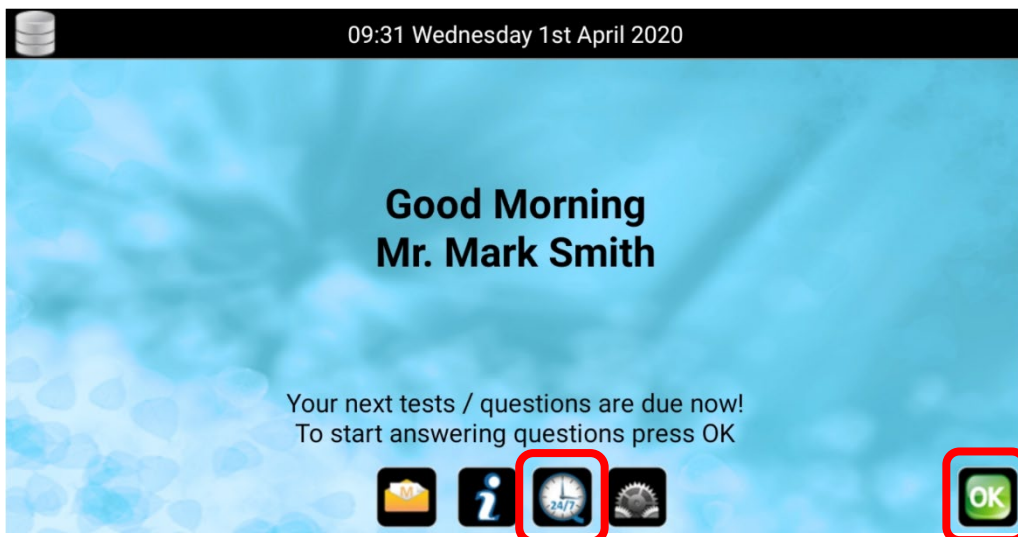 09:31 Wednesday 1st April 2020
Good Morning
Mr. Mark Smith
Your next tests / questions are due now!
To start answering questions press OK
M
i
24/7
OK